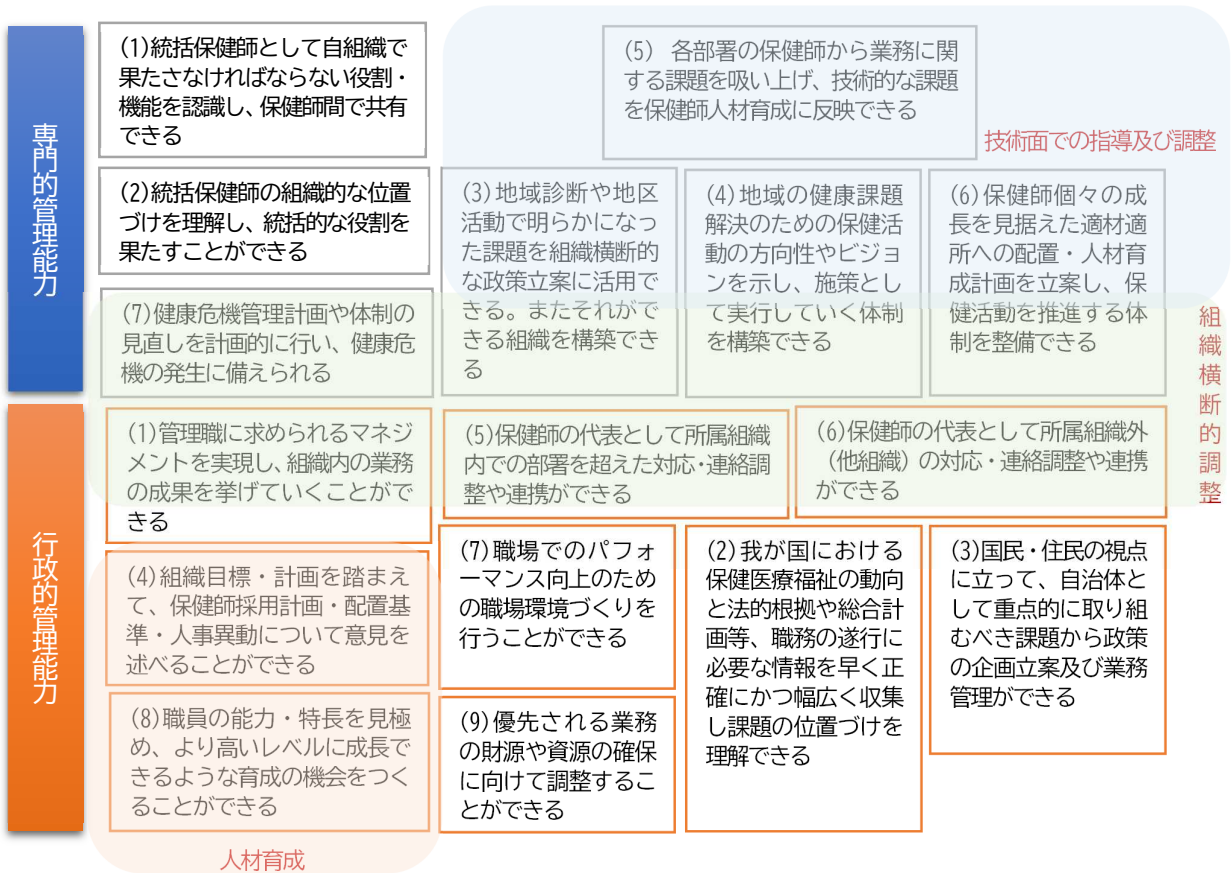 専門的管理能力
(1)統括保健師として自組織で
果たさなければならない役割・
機能を認識し、保健師間で共有
できる
(5) 各部署の保健師から業務に関
する課題を吸い上げ、技術的な課題
を保健師人材育成に反映できる
技術面での指導及び調整
(2)統括保健師の組織的な位置
づけを理解し、統括的な役割を
果たすことができる
(3)地域診断や地区
活動で明らかになっ
た課題を組織横断的
な政策立案に活用で
きる。またそれがで
きる組織を構築でき
る
(4)地域の健康課題
解決のための保健活
動の方向性やビジョ
ンを示し、施策とし
て実行していく体制
を構築できる
(6)保健師個々の成
長を見据えた適材適
所への配置・人材育
成計画を立案し、保
健活動を推進する体
制を整備できる
(7)健康危機管理計画や体制の
見直しを計画的に行い、健康危
機の発生に備えられる
組織横断的調整
行政的管理能力
(1)管理職に求められるマネジ
メントを実現し、組織内の業務
の成果を挙げていくことがで
きる
(5)保健師の代表として所属組織
内での部署を超えた対応・連絡調
整や連携ができる
(6)保健師の代表として所属組織外
(他組織)の対応・連絡調整や連携
ができる
(4)組織目標・計画を踏まえ
て、保健師採用計画・配置基
準・人事異動について意見を
述べることができる
(7)職場でのパフォ
ーマンス向上のため
の職場環境づくりを
行うことができる
(2)我が国における
保健医療福祉の動向
と法的根拠や総合計
画等、職務の遂行に
必要な情報を早く正
確にかつ幅広く収集
し課題の位置づけを
理解できる
(3)国民・住民の視点
に立って、自治体と
して重点的に取り組
むべき課題から政策
の企画立案及び業務
管理ができる
(8)職員の能力・特長を見極
め、より高いレベルに成長で
きるような育成の機会をつく
ることができる
(9)優先される業務
の財源や資源の確保
に向けて調整するこ
とができる
人材育成